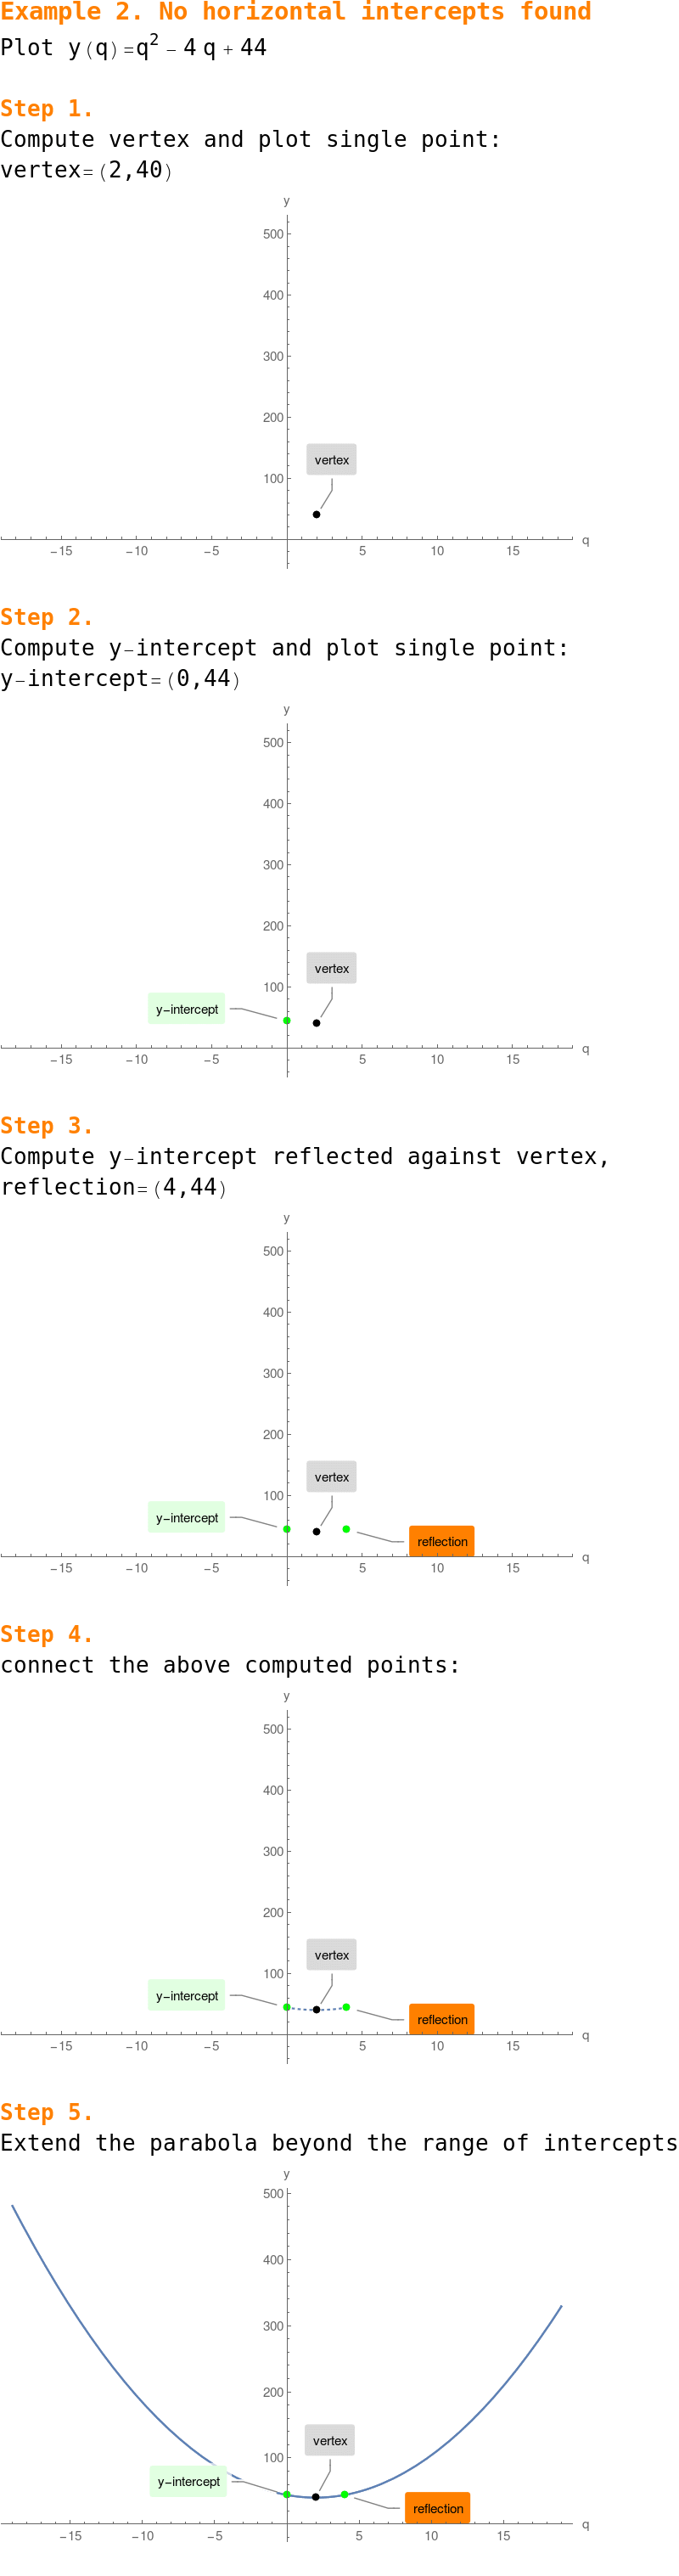 Example 2. No horizontal intercepts found
Plot y(q)=q² − 4 q + 44
Step 1.
Compute vertex and plot single point:
vertex=(2,40)
y
500
400
300
200
100
vertex
−15 −10 −5 5 10 15 q
Step 2.
Compute y−intercept and plot single point:
y−intercept=(0,44)
y
500
400
300
200
100
vertex
y−intercept
−15 −10 −5 5 10 15 q
Step 3.
Compute y−intercept reflected against vertex,
reflection=(4,44)
y
500
400
300
200
100
vertex
y−intercept
reflection
−15 −10 −5 5 10 15 q
Step 4.
connect the above computed points:
y
500
400
300
200
100
vertex
y−intercept
reflection
−15 −10 −5 5 10 15 q
Step 5.
Extend the parabola beyond the range of intercepts
y
500
400
300
200
100
vertex
y−intercept
reflection
−15 −10 −5 5 10 15 q